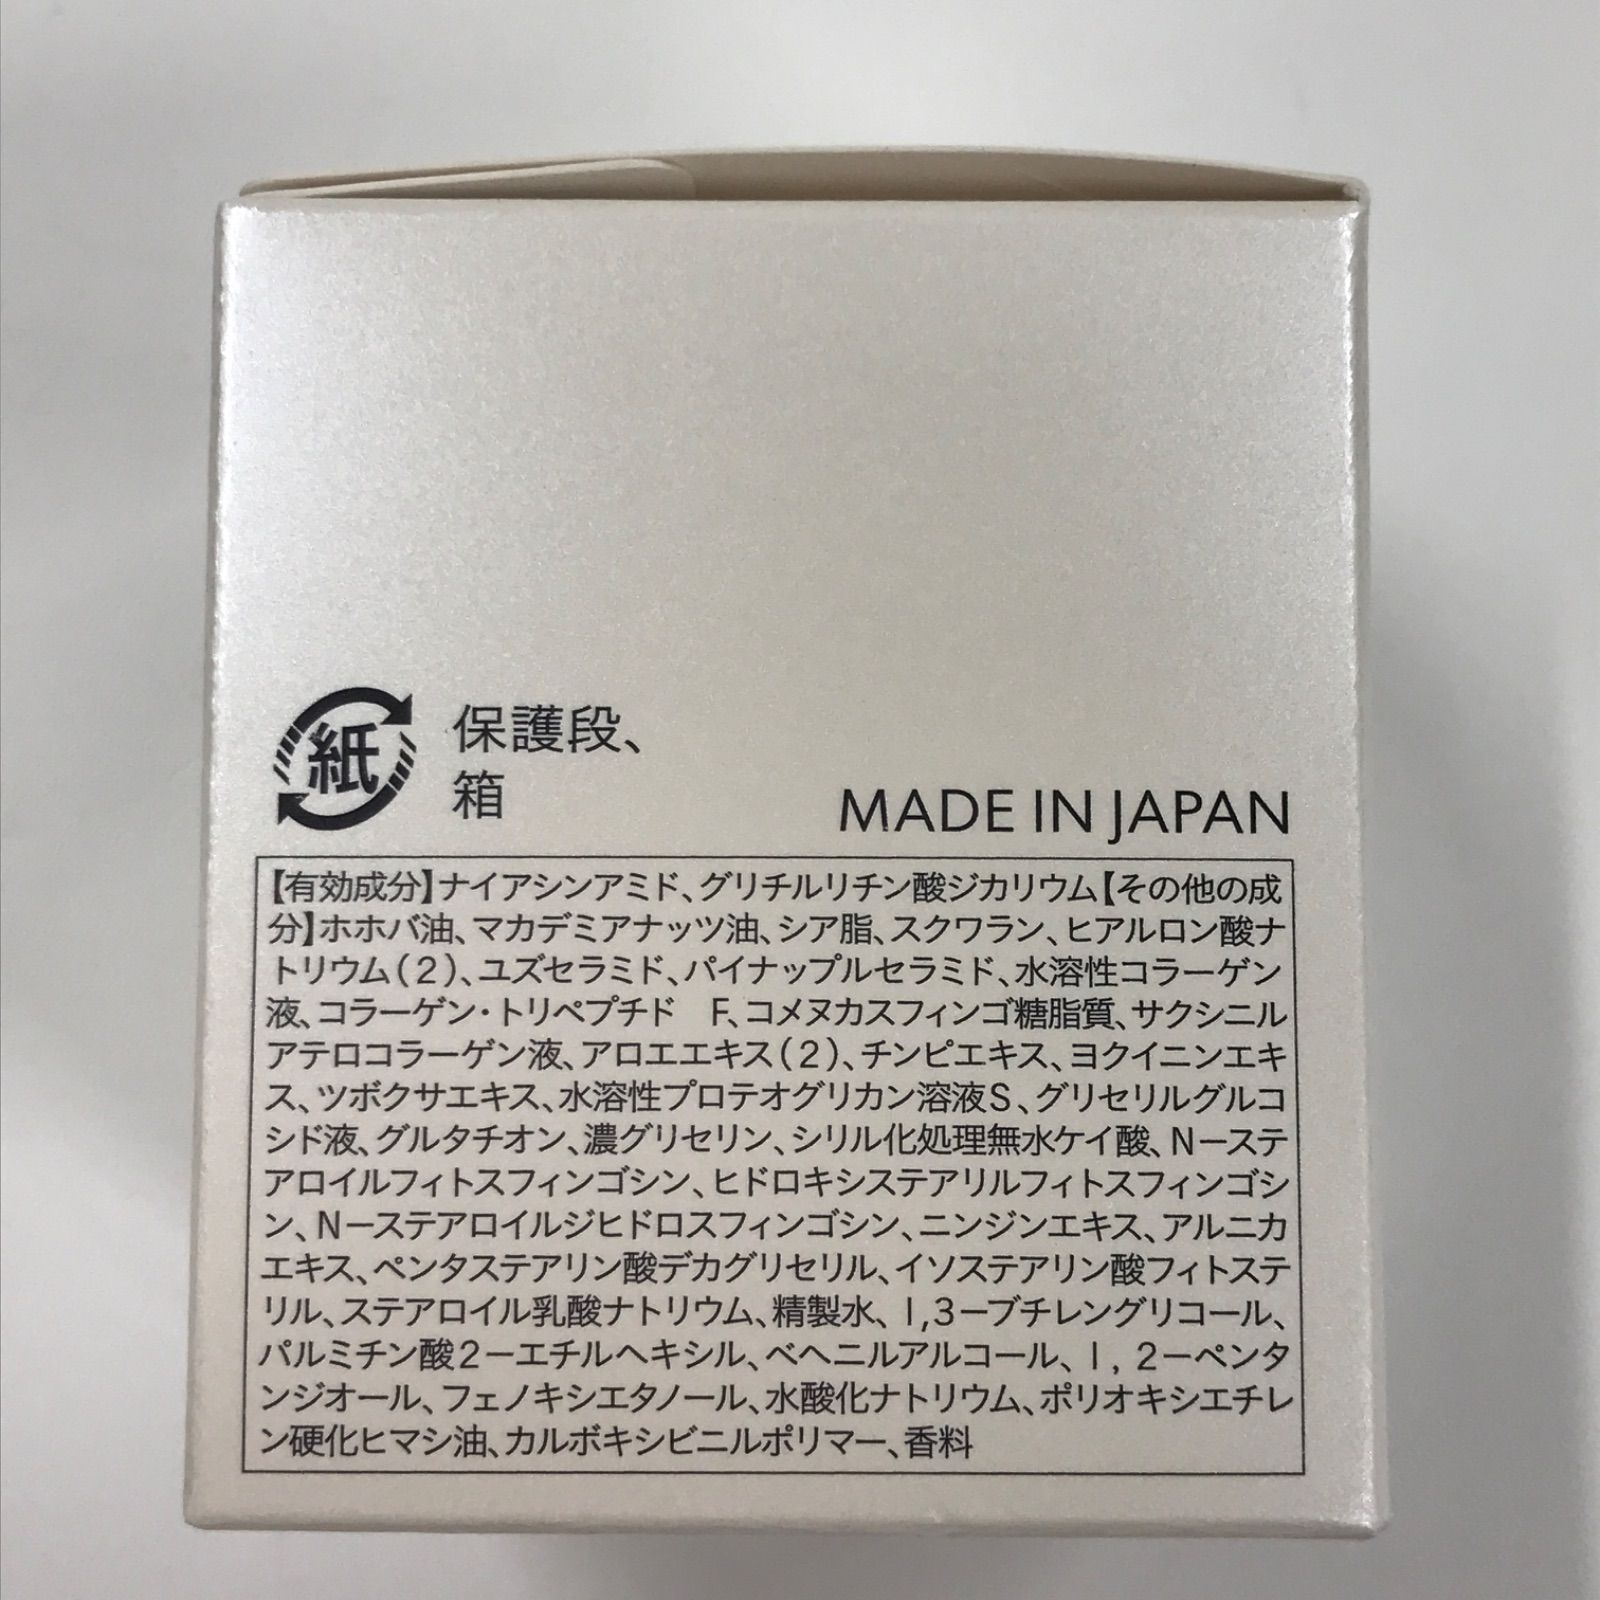 紙
保護段、
箱
MADE IN JAPAN
【有効成分】ナイアシンアミド、グリチルリチン酸ジカリウム【その他の成
分】ホホバ油、マカデミアナッツ油、シア脂、スクワラン、ヒアルロン酸ナ
トリウム(2)、ユズセラミド、パイナップルセラミド、水溶性コラーゲン
液、コラーゲン・トリペプチド　F、コメヌカスフィンゴ糖脂質、サクシニル
アテロコラーゲン液、アロエエキス(2)、チンピエキス、ヨクイニンエキ
ス、ツボクサエキス、水溶性プロテオグリカン溶液S、グリセリルグルコ
シド液、グルタチオン、濃グリセリン、シリル化処理無水ケイ酸、N−ステ
アロイルフィトスフィンゴシン、ヒドロキシステアリルフィトスフィンゴシ
ン、N−ステアロイルジヒドロスフィンゴシン、ニンジンエキス、アルニカ
エキス、ペンタステアリン酸デカグリセリル、イソステアリン酸フィトステ
リル、ステアロイル乳酸ナトリウム、精製水、1,3−ブチレングリコール、
パルミチン酸2−エチルヘキシル、ベヘニルアルコール、1, 2−ペンタ
ンジオール、フェノキシエタノール、水酸化ナトリウム、ポリオキシエチレ
ン硬化ヒマシ油、カルボキシビニルポリマー、香料